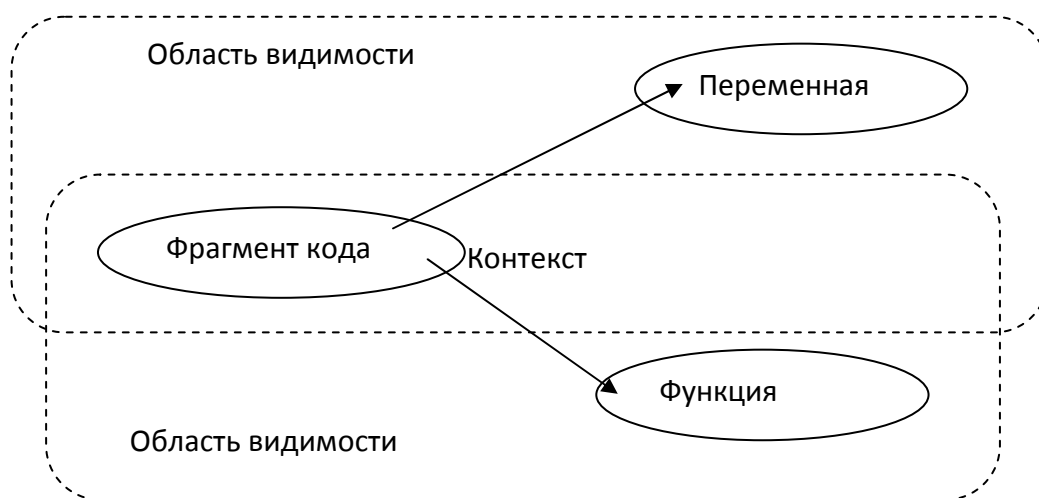 Область видимости
Переменная
Фрагмент кода
Контекст
Функция
Область видимости